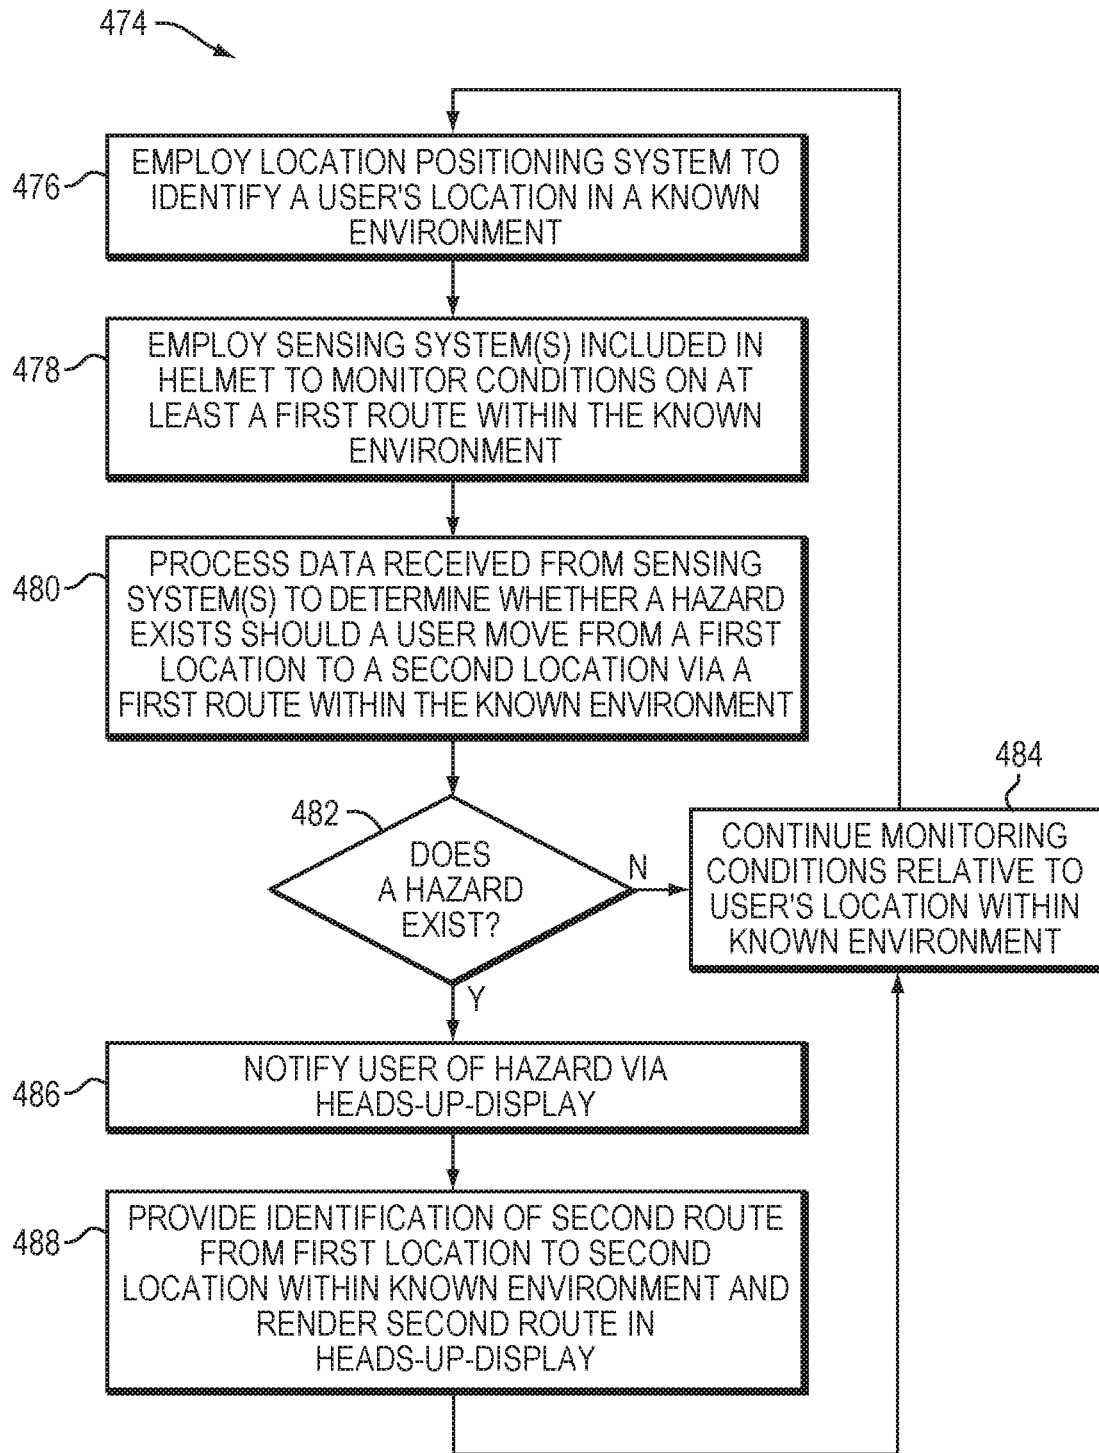 474
476
EMPLOY LOCATION POSITIONING SYSTEM TO
IDENTIFY A USER'S LOCATION IN A KNOWN
ENVIRONMENT
478
EMPLOY SENSING SYSTEM(S) INCLUDED IN
HELMET TO MONITOR CONDITIONS ON AT
LEAST A FIRST ROUTE WITHIN THE KNOWN
ENVIRONMENT
480
PROCESS DATA RECEIVED FROM SENSING
SYSTEM(S) TO DETERMINE WHETHER A HAZARD
EXISTS SHOULD A USER MOVE FROM A FIRST
LOCATION TO A SECOND LOCATION VIA A
FIRST ROUTE WITHIN THE KNOWN ENVIRONMENT
482
DOES
A HAZARD
EXIST?
N
Y
484
CONTINUE MONITORING
CONDITIONS RELATIVE TO
USER'S LOCATION WITHIN
KNOWN ENVIRONMENT
486
NOTIFY USER OF HAZARD VIA
HEADS-UP-DISPLAY
488
PROVIDE IDENTIFICATION OF SECOND ROUTE
FROM FIRST LOCATION TO SECOND
LOCATION WITHIN KNOWN ENVIRONMENT AND
RENDER SECOND ROUTE IN
HEADS-UP-DISPLAY